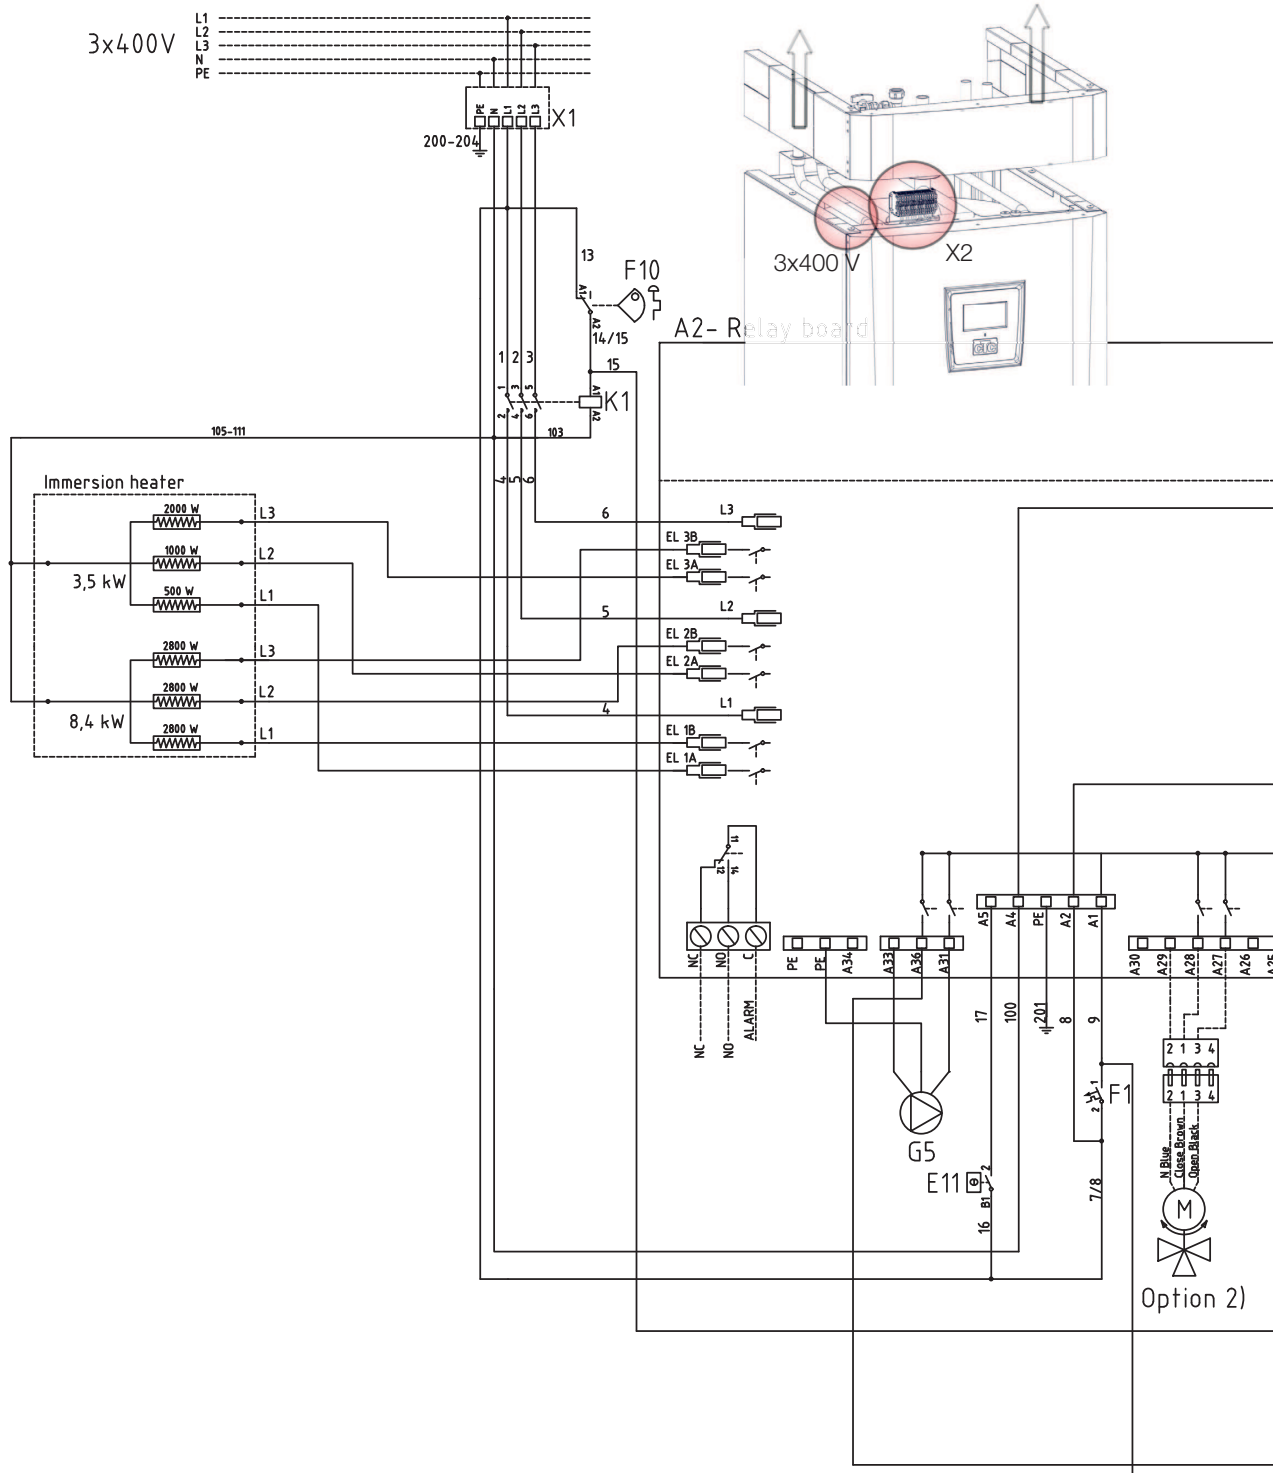 L1
L2
3x400V
L3
N
PE
PE
N
L1
L2
L3
X1
200-204
3x400 V
X2
13
F10
A1
A2
14/15
A2- Relay board
1
2
3
15
1
3
5
A1
K1
2
4
6
A2
105-111
103
4
5
6
Immersion heater
2000 W
L3
6
L3
EL 3B
1000 W
L2
EL 3A
3,5 kW
500 W
L1
5
L2
EL 2B
2800 W
L3
EL 2A
2800 W
L2
4
L1
8,4 kW
2800 W
L1
EL 1B
EL 1A
11
12
14
A5
A4
PE
A2
A1
NC
NO
C
PE
PE
A34
A33
A36
A31
A30
A29
A28
A27
A26
A25
NC
NO
ALARM
17
100
201
8
9
2 1 3 4
2 1 3 4
1
F1
2
G5
N Blue
Close Brown
Open Black
E11
2
B1
16
7/8
M
Option 2)